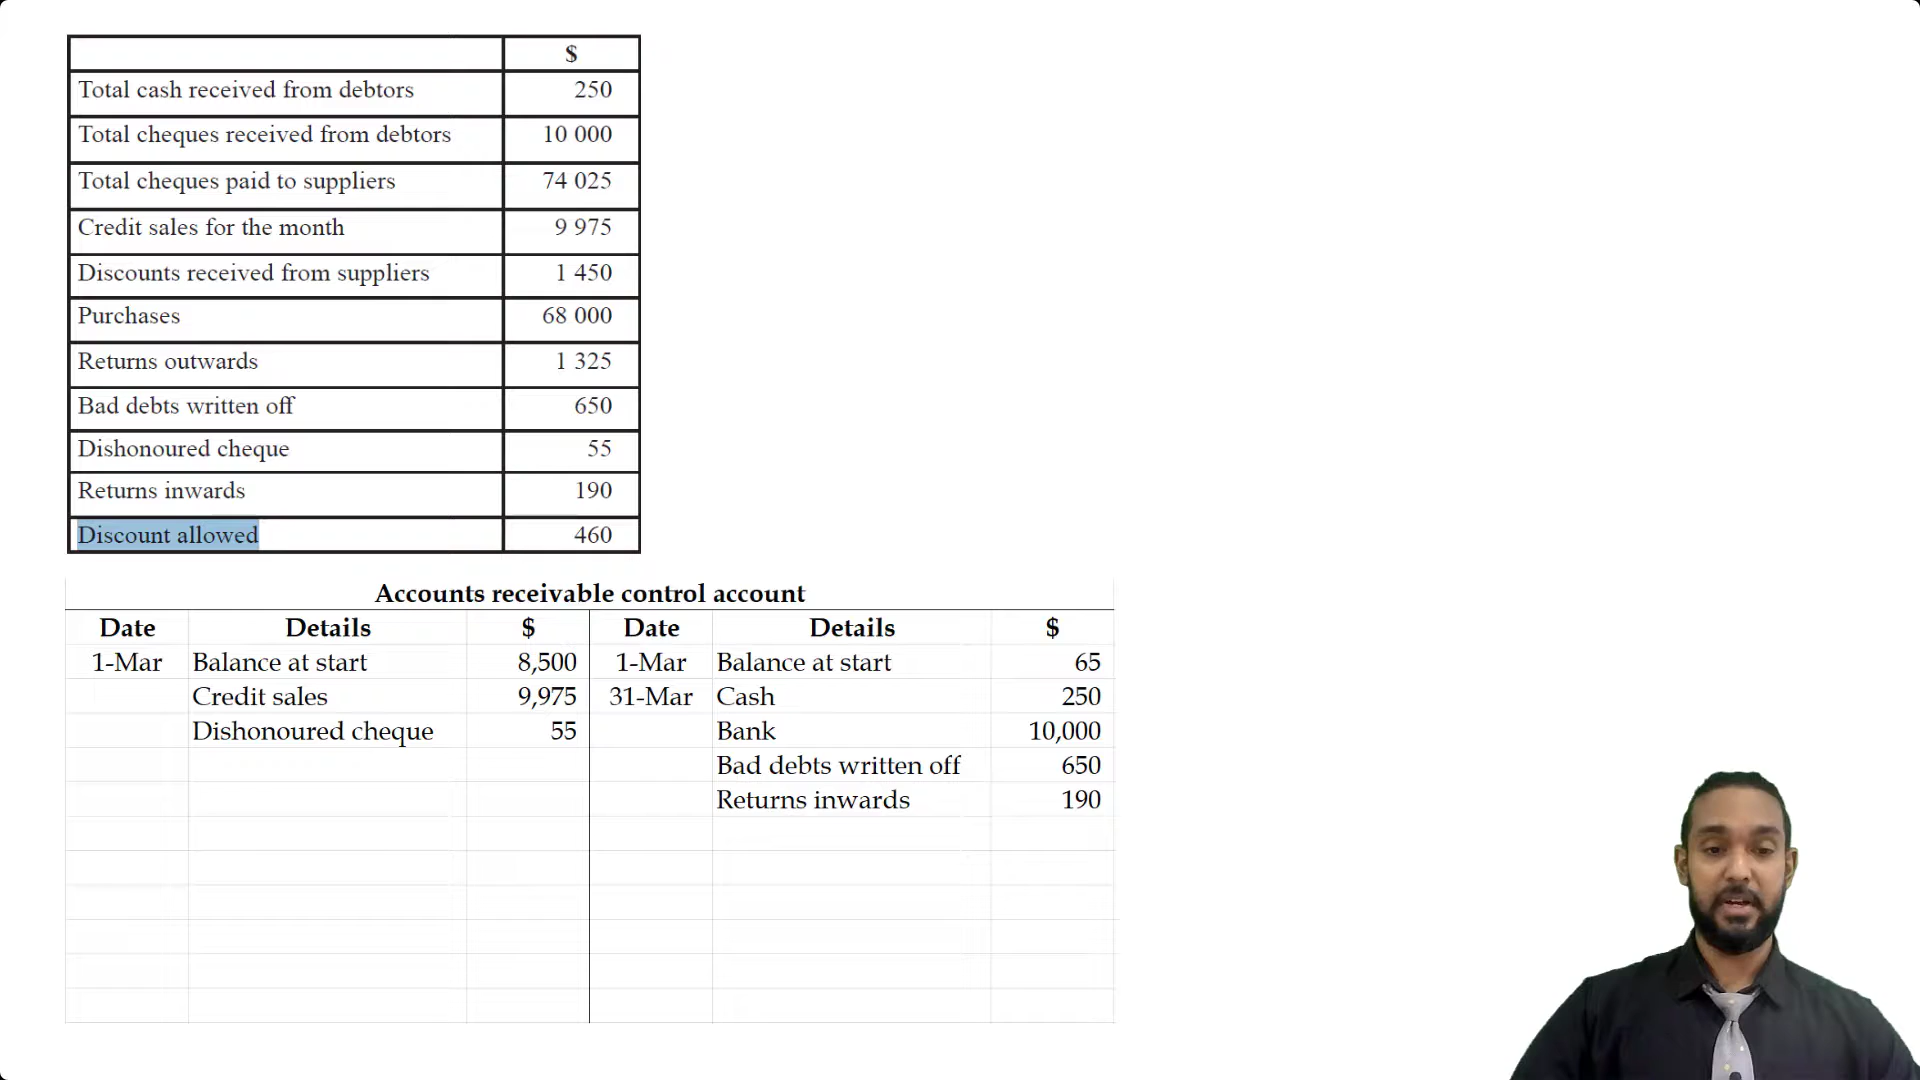 $
Total cash received from debtors 250
Total cheques received from debtors 10 000
Total cheques paid to suppliers 74 025
Credit sales for the month 9 975
Discounts received from suppliers 1 450
Purchases 68 000
Returns outwards 1 325
Bad debts written off 650
Dishonoured cheque 55
Returns inwards 190
Discount allowed 460
Accounts receivable control account
Date Details $ Date Details $
1-Mar Balance at start 8,500 1-Mar Balance at start 65
Credit sales 9,975 31-Mar Cash 250
Dishonoured cheque 55 Bank 10,000
Bad debts written off 650
Returns inwards 190